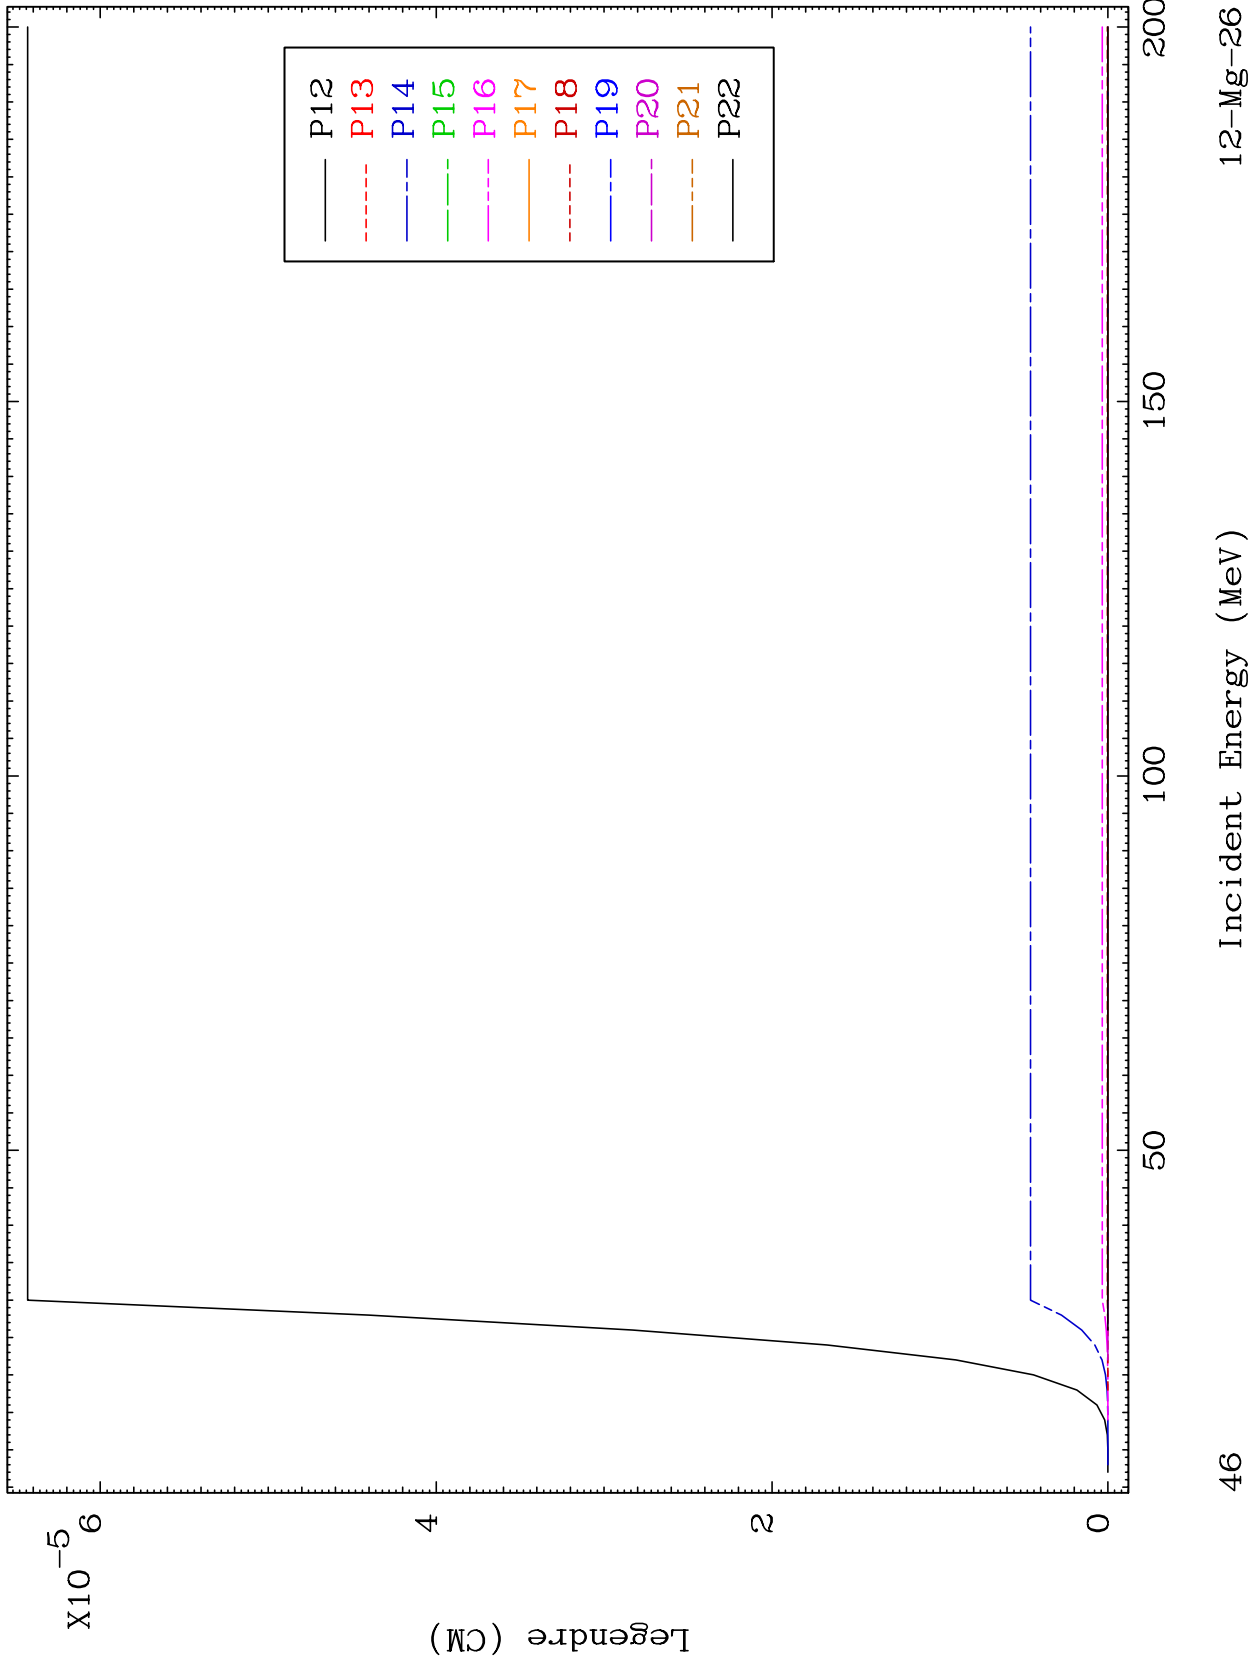 X10-5
6
4
2
0
Legendre (CM)
P12
P13
P14
P15
P16
P17
P18
P19
P20
P21
P22
50
100
150
200
Incident Energy (MeV)
46
12-Mg-26